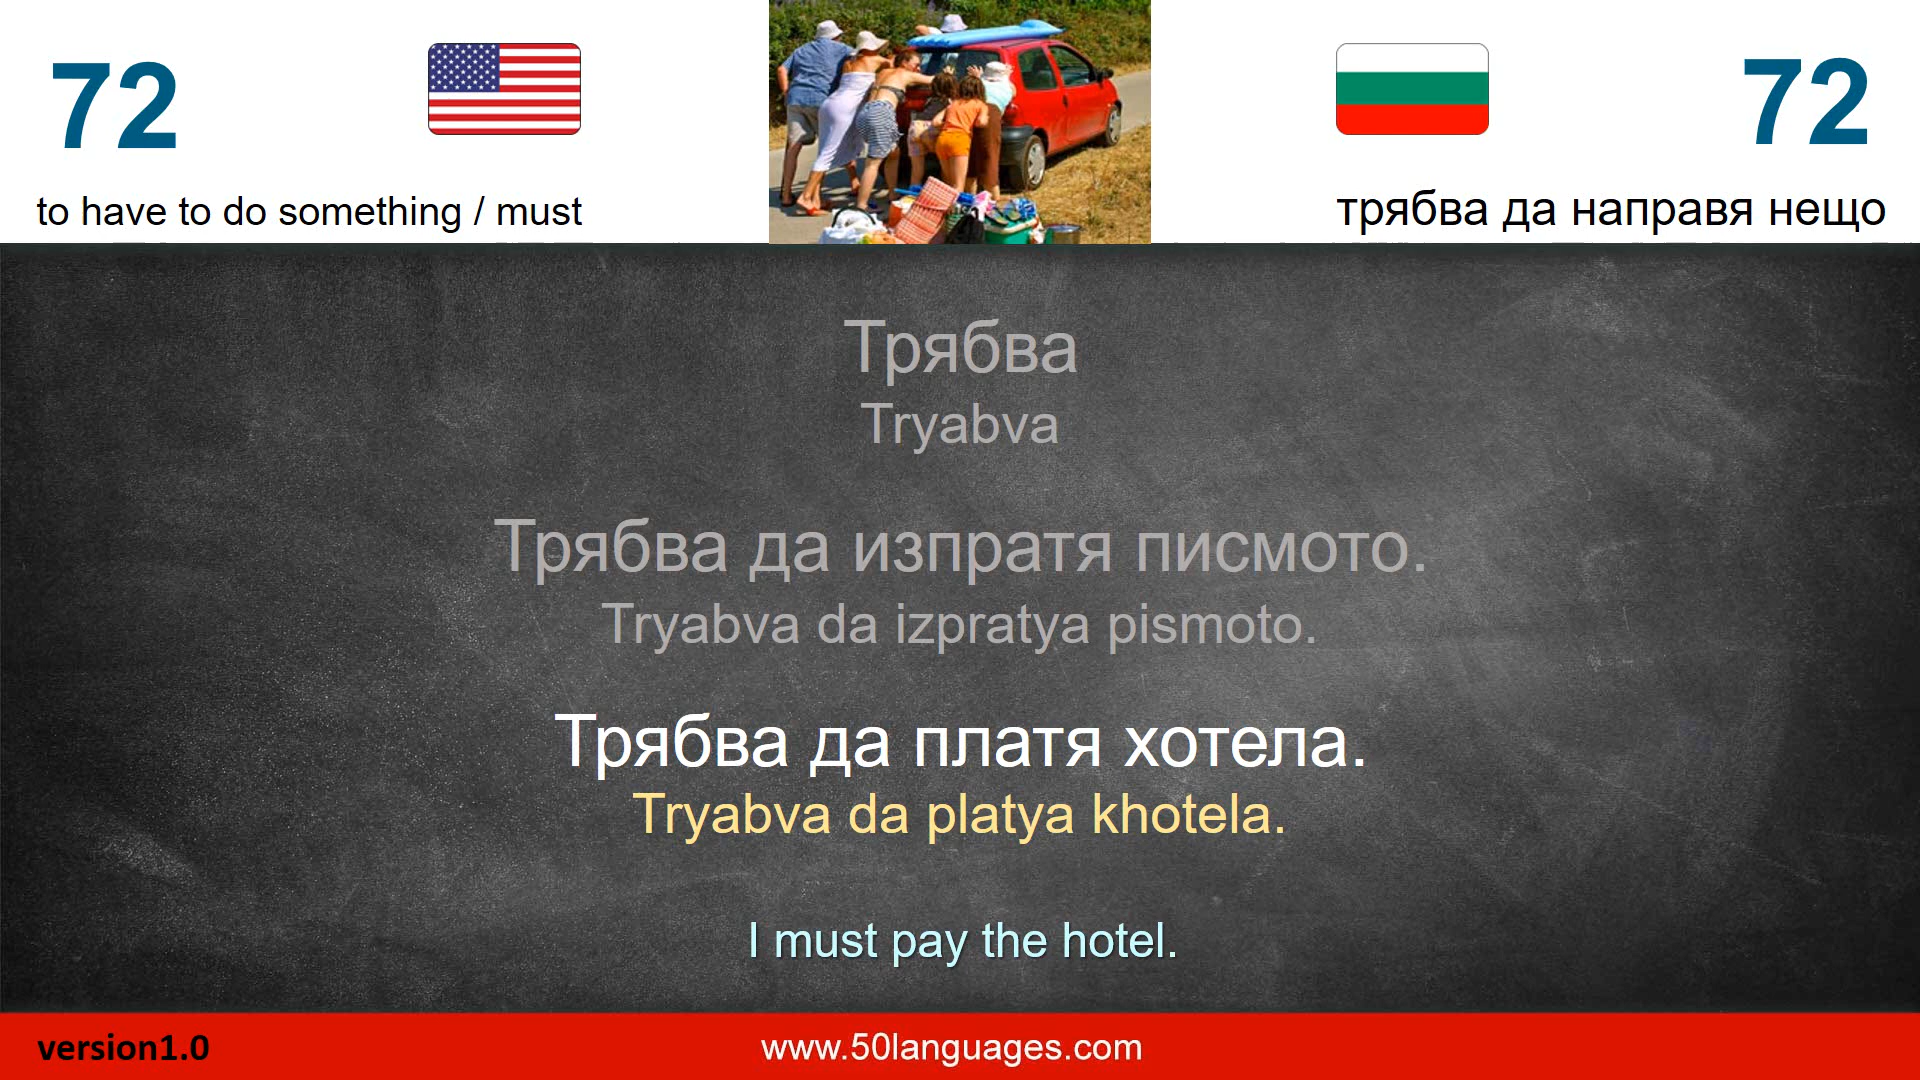 72
72
to have to do something / must
трябва да направя нещо
Трябва
Tryabva
Трябва да изпратя писмото.
Tryabva da izpratya pismoto.
Трябва да платя хотела.
Tryabva da platya khotela.
I must pay the hotel.
version1.0
www.50languages.com